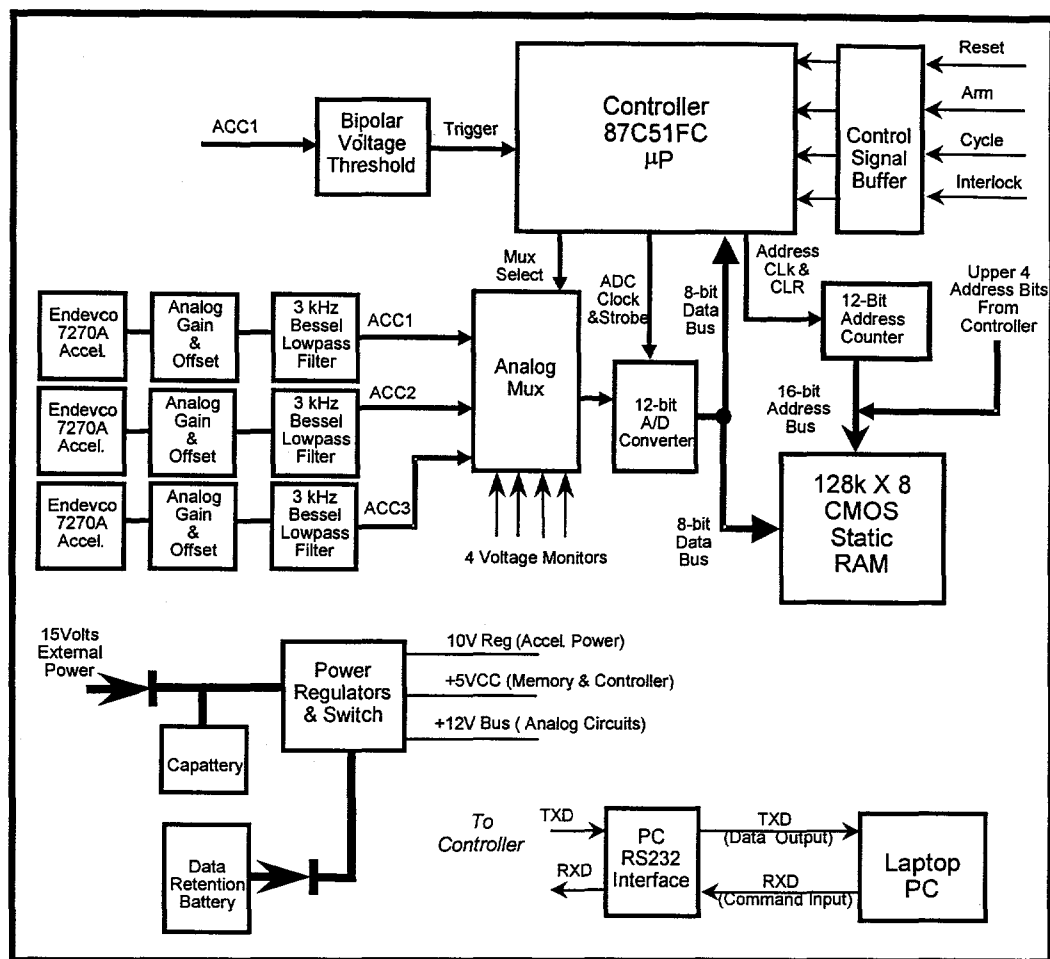 Reset
Arm
Cycle
Interlock
Control
Signal
Buffer
Controller
87C51FC
µP
ACC1
Bipolar
Voltage
Threshold
Trigger
Mux
Select
ADC
Clock
&Strobe
8-bit
Data
Bus
Address
CLk &
CLR
12-Bit
Address
Counter
Upper 4
Address Bits
From
Controller
Endevco
7270A
Accel.
Analog
Gain
&
Offset
3 kHz
Bessel
Lowpass
Filter
ACC1
Endevco
7270A
Accel.
Analog
Gain
&
Offset
3 kHz
Bessel
Lowpass
Filter
ACC2
Endevco
7270A
Accel.
Analog
Gain
&
Offset
3 kHz
Bessel
Lowpass
Filter
ACC3
Analog
Mux
4 Voltage Monitors
12-bit
A/D
Converter
16-bit
Address
Bus
8-bit
Data
Bus
128k X 8
CMOS
Static
RAM
15Volts
External
Power
Capattery
Power
Regulators
& Switch
10V Reg (Accel. Power)
+5VCC (Memory & Controller)
+12V Bus ( Analog Circuits)
Data
Retention
Battery
To
Controller
TXD
RXD
PC
RS232
Interface
TXD
(Data Output)
RXD
(Command Input)
Laptop
PC